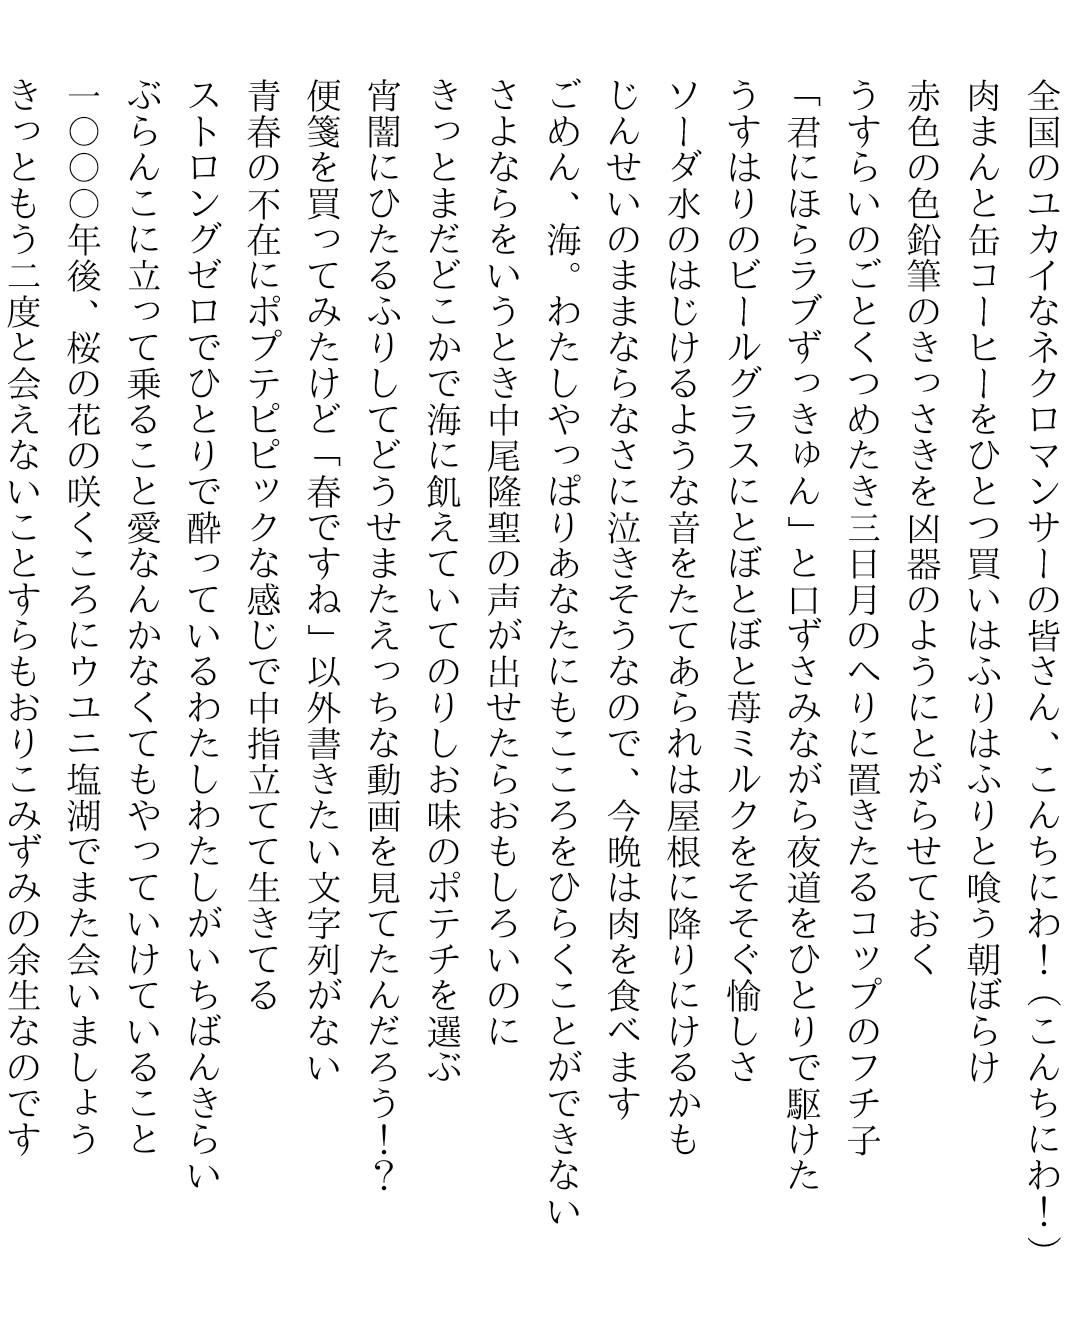 全国のユカイなネクロマンサーの皆さん、こんちにわ！（こんちにわ！）
肉まんと缶コーヒーをひとつ買いはふりはふりと喰う朝ぼらけ
赤色の色鉛筆のきっさきを凶器のようにとがらせておく
うすらいのごとくつめたき三日月のへりに置きたるコップのフチ子
「君にほらラブずっきゅん」と口ずさみながら夜道をひとりで駆けた
うすはりのビールグラスにとぼとぼと苺ミルクをそそぐ愉しさ
ソーダ水のはじけるような音をたてあられは屋根に降りにけるかも
じんせいのままならなさに泣きそうなので、今晩は肉を食べます
ごめん、海。わたしやっぱりあなたにもこころをひらくことができない
さよならをいうとき中尾隆聖の声が出せたらおもしろいのに
きっとまだどこかで海に飢えていてのりしお味のポテチを選ぶ
宵闇にひたるふりしてどうせまたえっちな動画を見てたんだろう！？
便箋を買ってみたけど「春ですね」以外書きたい文字列がない
青春の不在にポプテピピックな感じで中指立てて生きてる
ストロングゼロでひとりで酔っているわたしわたしがいちばんきらい
ぶらんこに立って乗ること愛なんかなくてもやっていけていること
一〇〇〇年後、桜の花の咲くころにウユニ塩湖でまた会いましょう
きっともう二度と会えないことすらもおりこみずみの余生なのです